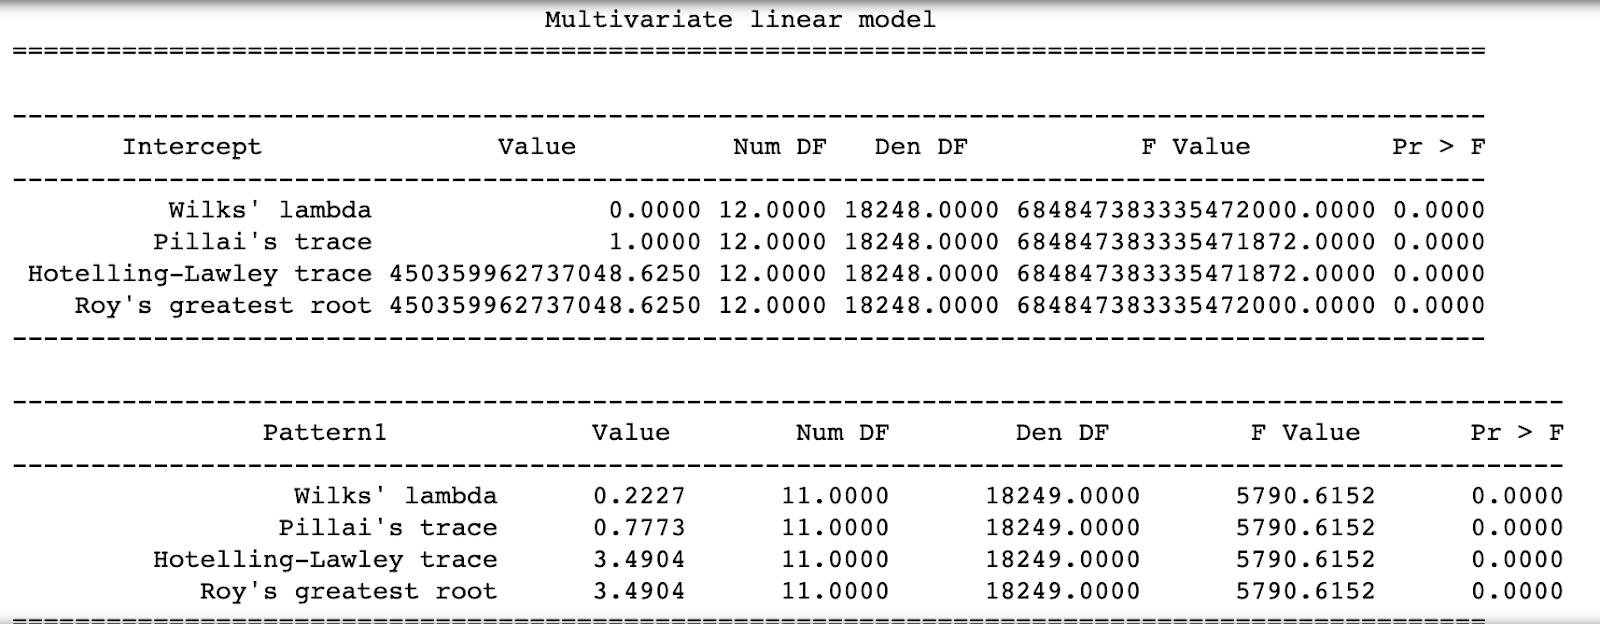 Multivariate linear model
==============================================================================================
----------------------------------------------------------------------------------------------
Intercept Value Num DF Den DF F Value Pr > F
----------------------------------------------------------------------------------------------
Wilks' lambda 0.0000 12.0000 18248.0000 684847383335472000.0000 0.0000
Pillai's trace 1.0000 12.0000 18248.0000 684847383335471872.0000 0.0000
Hotelling-Lawley trace 450359962737048.6250 12.0000 18248.0000 684847383335471872.0000 0.0000
Roy's greatest root 450359962737048.6250 12.0000 18248.0000 684847383335472000.0000 0.0000
----------------------------------------------------------------------------------------------
---------------------------------------------------------------------------------------------------
Pattern1 Value Num DF Den DF F Value Pr > F
---------------------------------------------------------------------------------------------------
Wilks' lambda 0.2227 11.0000 18249.0000 5790.6152 0.0000
Pillai's trace 0.7773 11.0000 18249.0000 5790.6152 0.0000
Hotelling-Lawley trace 3.4904 11.0000 18249.0000 5790.6152 0.0000
Roy's greatest root 3.4904 11.0000 18249.0000 5790.6152 0.0000
==============================================================================================